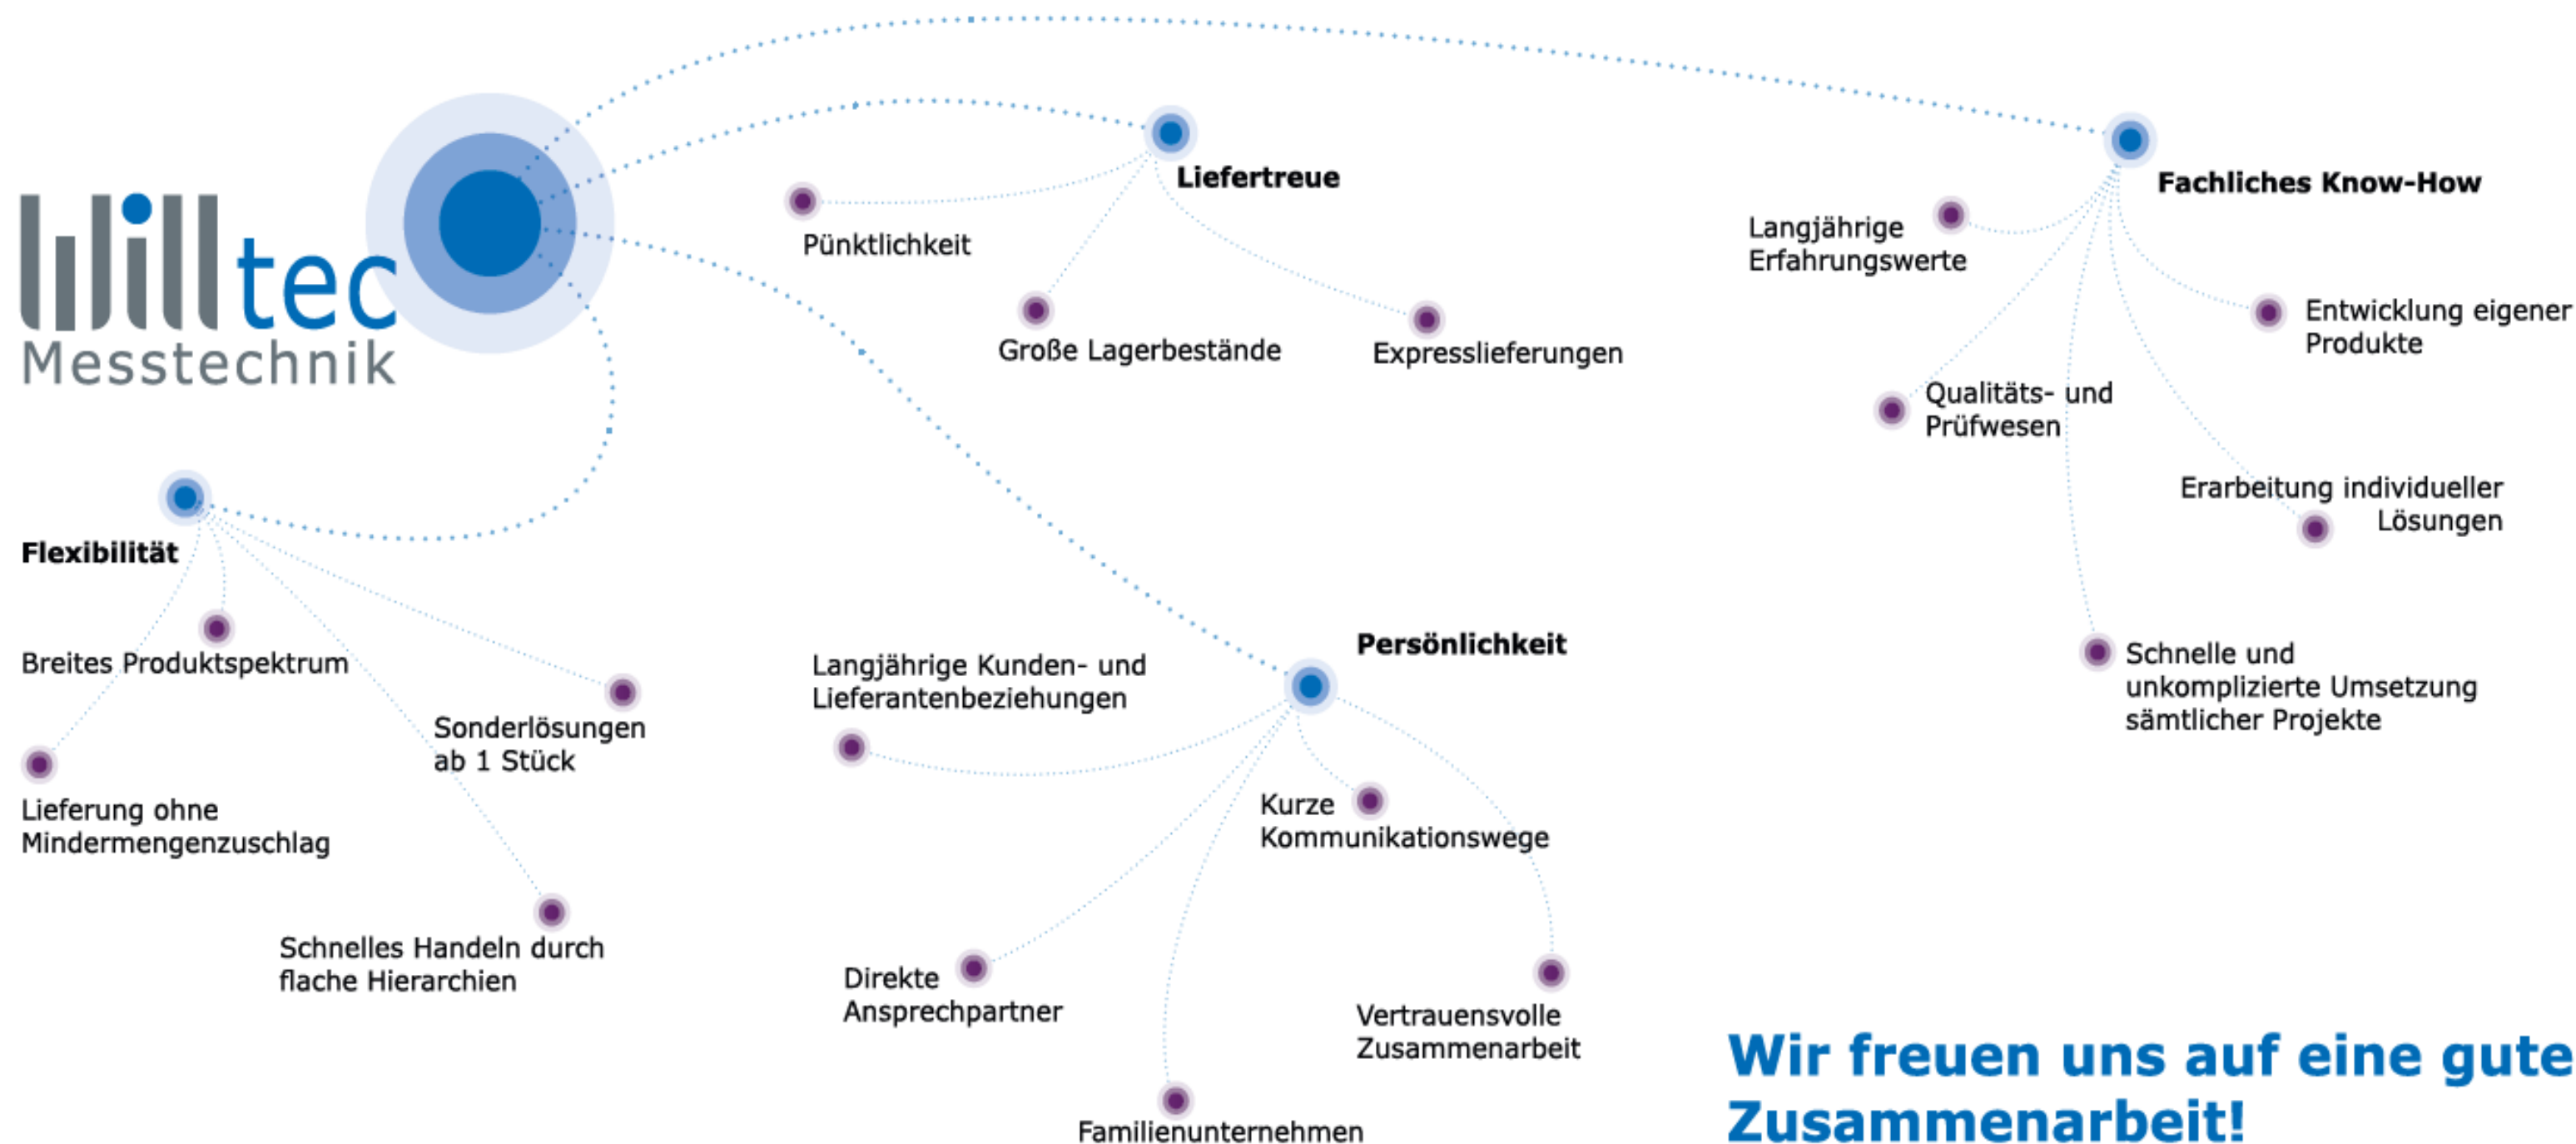 Willtec
Messtechnik
Liefertreue
Pünktlichkeit
Große Lagerbestände
Expresslieferungen
Fachliches Know-How
Langjährige
Erfahrungswerte
Entwicklung eigener
Produkte
Qualitäts- und
Prüfwesen
Erarbeitung individueller
Lösungen
Schnelle und
unkomplizierte Umsetzung
sämtlicher Projekte
Flexibilität
Breites Produktspektrum
Sonderlösungen
ab 1 Stück
Lieferung ohne
Mindermengenzuschlag
Schnelles Handeln durch
flache Hierarchien
Persönlichkeit
Langjährige Kunden- und
Lieferantenbeziehungen
Kurze
Kommunikationswege
Direkte
Ansprechpartner
Vertrauensvolle
Zusammenarbeit
Familienunternehmen
Wir freuen uns auf eine gute
Zusammenarbeit!